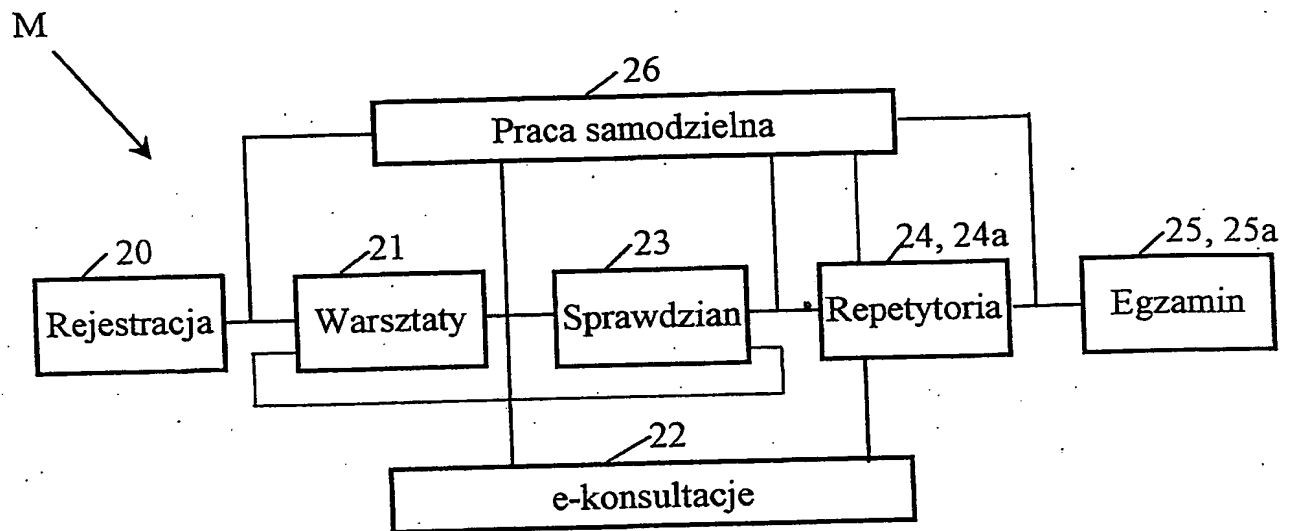 M
26
Praca samodzielna
20
21
23
24, 24a
25, 25a
Rejestracja
Warsztaty
Sprawdzian
Repetytoria
Egzamin
22
e-konsultacje